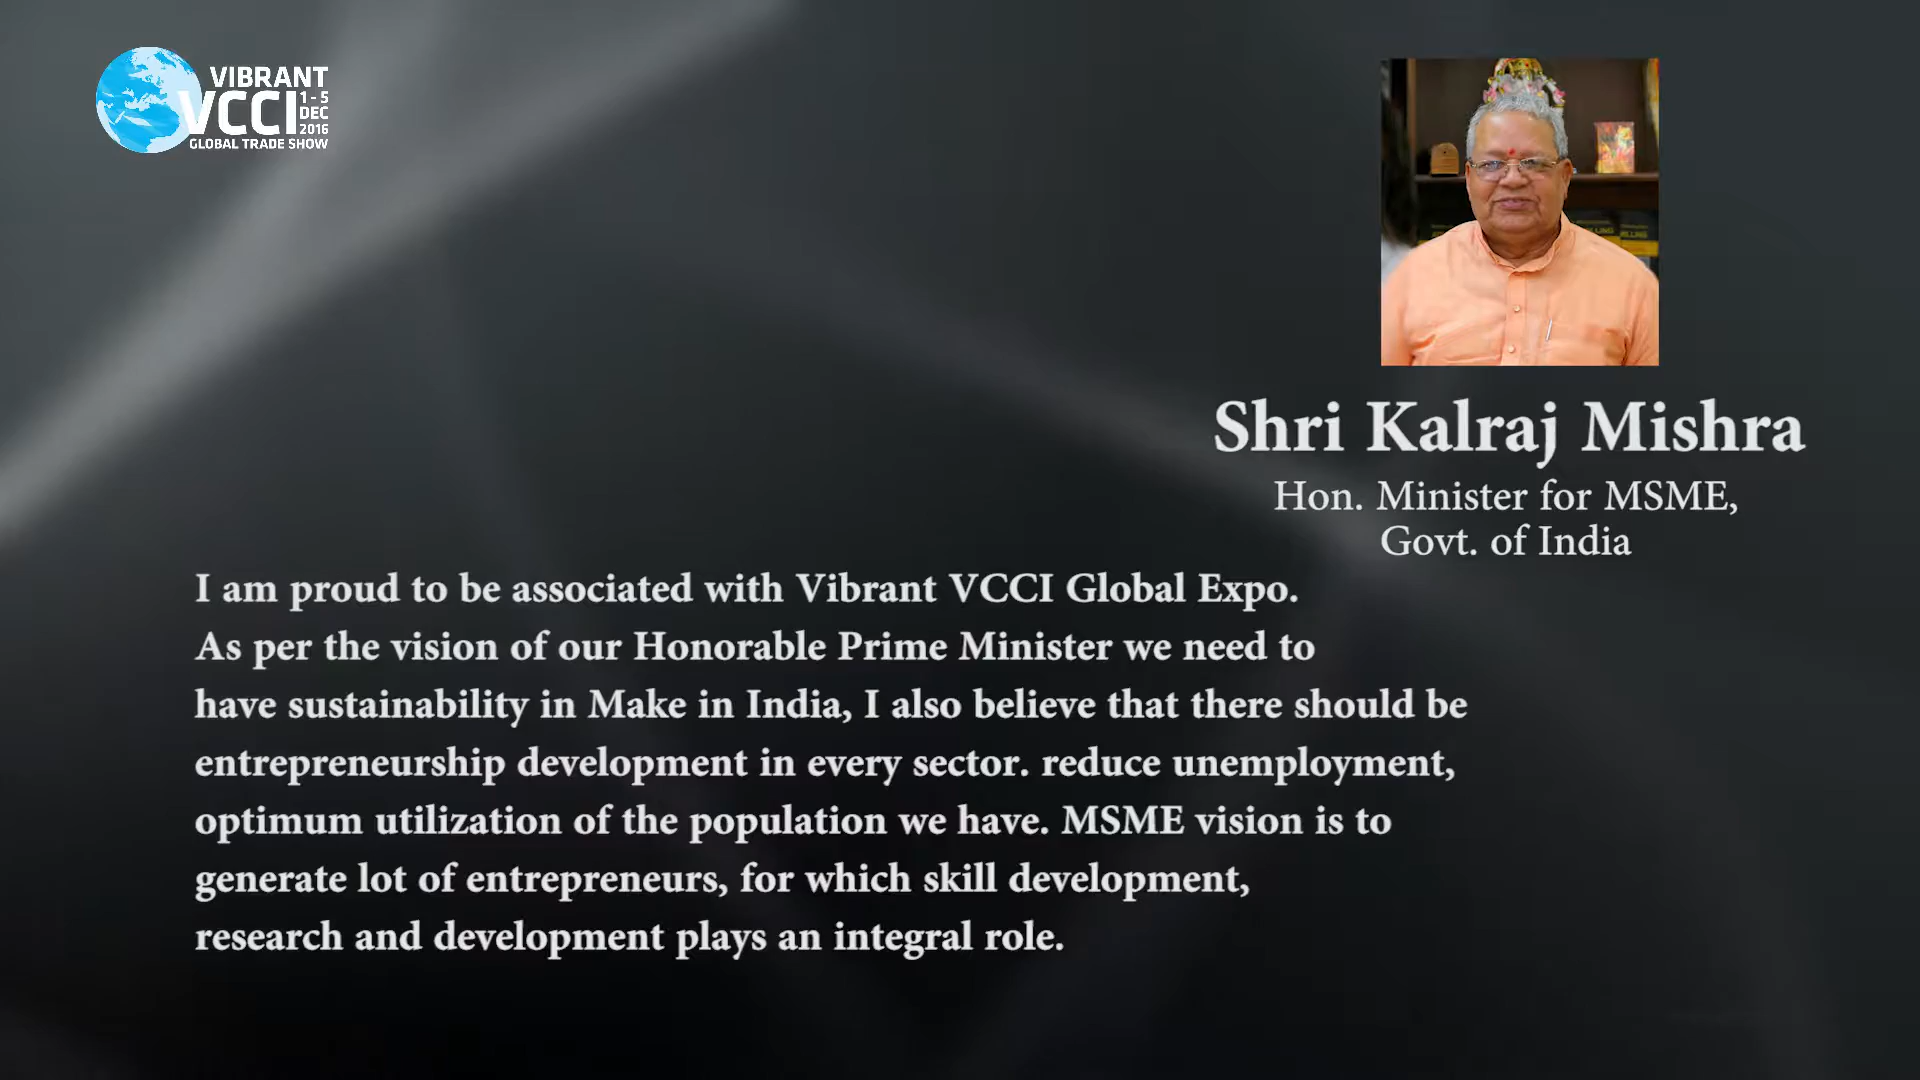 VIBRANT
VCCI
1 - 5
DEC
2016
GLOBAL TRADE SHOW
Shri Kalraj Mishra
Hon. Minister for MSME,
Govt. of India
I am proud to be associated with Vibrant VCCI Global Expo.
As per the vision of our Honorable Prime Minister we need to
have sustainability in Make in India, I also believe that there should be
entrepreneurship development in every sector. reduce unemployment,
optimum utilization of the population we have. MSME vision is to
generate lot of entrepreneurs, for which skill development,
research and development plays an integral role.